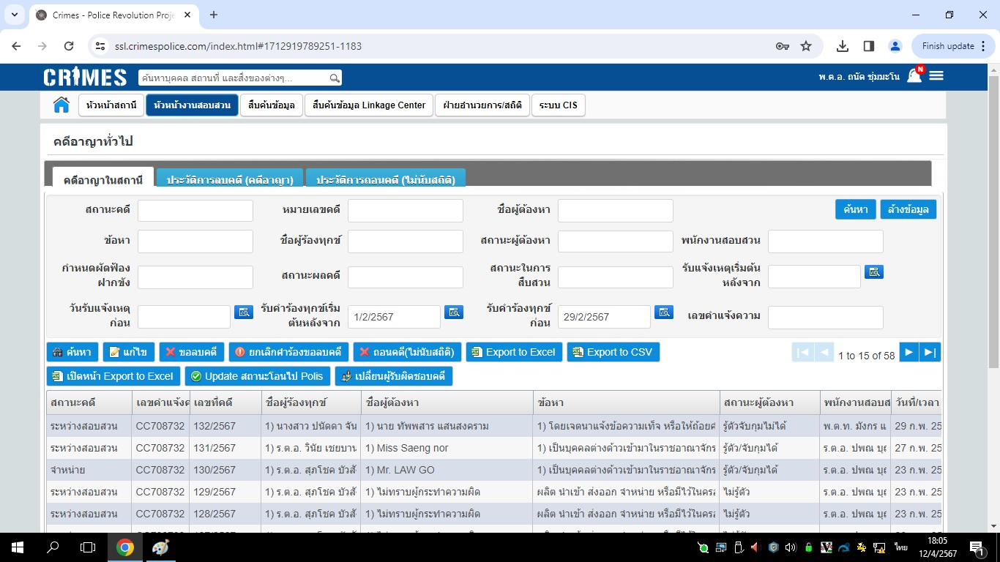 Crimes - Police Revolution Proje
ssl.crimespolice.com/index.html#1712919789251-1183
Finish update
CRIMES
ค้นหาบุคคล สถานที่ และสิ่งของต่างๆ...
พ.ต.อ. ถนัด ชุ่มมะโน
N
หัวหน้าสถานี หัวหน้างานสอบสวน สืบค้นข้อมูล สืบค้นข้อมูล Linkage Center ฝ่ายอำนวยการ/สถิติ ระบบ CIS
คดีอาญาทั่วไป
คดีอาญาในสถานี ประวัติการลบคดี (คดีอาญา) ประวัติการถอนคดี (ไม่นับสถิติ)
สถานะคดี หมายเลขคดี ชื่อผู้ต้องหา ค้นหา ล้างข้อมูล
ข้อหา ชื่อผู้ร้องทุกข์ สถานะผู้ต้องหา พนักงานสอบสวน
กำหนดผัดฟ้อง ฝากขัง สถานะผลคดี สถานะในการ สืบสวน รับแจ้งเหตุเริ่มต้น หลังจาก
วันรับแจ้งเหตุ ก่อน รับคำร้องทุกข์เริ่ม ต้นหลังจาก 1/2/2567 รับคำร้องทุกข์ ก่อน 29/2/2567 เลขคำแจ้งความ
ค้นหา แก้ไข ขอลบคดี ยกเลิกคำร้องขอลบคดี ถอนคดี(ไม่นับสถิติ) Export to Excel Export to CSV 1 to 15 of 58
เปิดหน้า Export to Excel Update สถานะโอนไป Polis เปลี่ยนผู้รับผิดชอบคดี
สถานะคดี เลขคำแจ้งค เลขที่คดี ชื่อผู้ร้องทุกข์ ชื่อผู้ต้องหา ข้อหา สถานะผู้ต้องหา พนักงานสอบส วันที่/เวลา
ระหว่างสอบสวน CC708732 132/2567 1) นางสาว ปนัดดา จัน 1) นาย ทัพพสาร แสนสงคราม 1) โดยเจตนาแจ้งข้อความเท็จ หรือให้ถ้อยค รู้ตัวจับกุมไม่ได้ พ.ต.ท. มังกร แ 29 ก.พ. 25
ระหว่างสอบสวน CC708732 131/2567 1) ร.ต.อ. วินัย เชยบาน 1) Miss Saeng nor 1) เป็นบุคคลต่างด้าวเข้ามาในราชอาณาจักร รู้ตัว/จับกุมได้ ร.ต.อ. ปพณ บุญ 27 ก.พ. 25
จำหน่าย CC708732 130/2567 1) ร.ต.อ. สุภโชค บัวสั 1) Mr. LAW GO 1) เป็นบุคคลต่างด้าวเข้ามาในราชอาณาจักร รู้ตัว/จับกุมได้ ร.ต.อ. ปพณ บุญ 23 ก.พ. 25
ระหว่างสอบสวน CC708732 129/2567 1) ร.ต.อ. สุภโชค บัวสั 1) ไม่ทราบผู้กระทำความผิด ผลิต นำเข้า ส่งออก จำหน่าย หรือมีไว้ในคร ไม่รู้ตัว ร.ต.อ. ปพณ บุญ 23 ก.พ. 25
ระหว่างสอบสวน CC708732 128/2567 1) ร.ต.อ. สุภโชค บัวสั 1) ไม่ทราบผู้กระทำความผิด ผลิต นำเข้า ส่งออก จำหน่าย หรือมีไว้ในคร ไม่รู้ตัว ร.ต.อ. ปพณ บุญ 23 ก.พ. 25
ไทย
18:05
12/4/2567
1